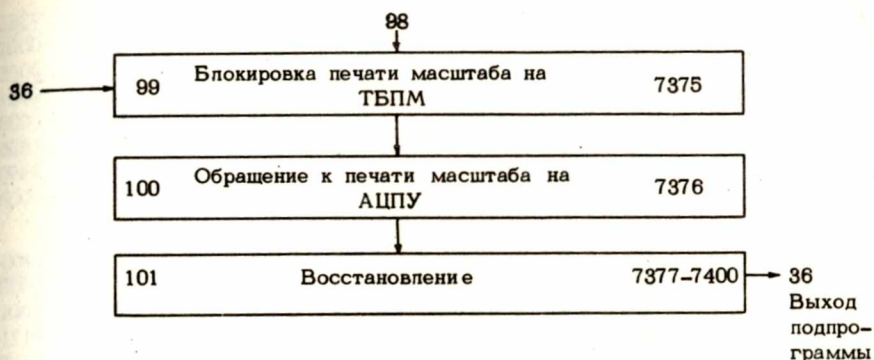 98
36
99 Блокировка печати масштаба на 7375
ТБПМ
100 Обращение к печати масштаба на 7376
АЦПУ
101 Восстановление 7377-7400
36
Выход
подпро-
граммы